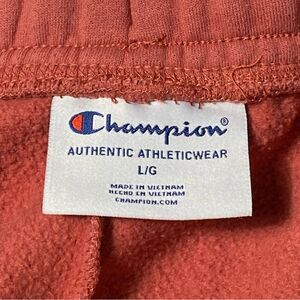 Champion®
AUTHENTIC ATHLETICWEAR
L/G
MADE IN VIETNAM
HECHO EN VIETNAM
CHAMPION.COM